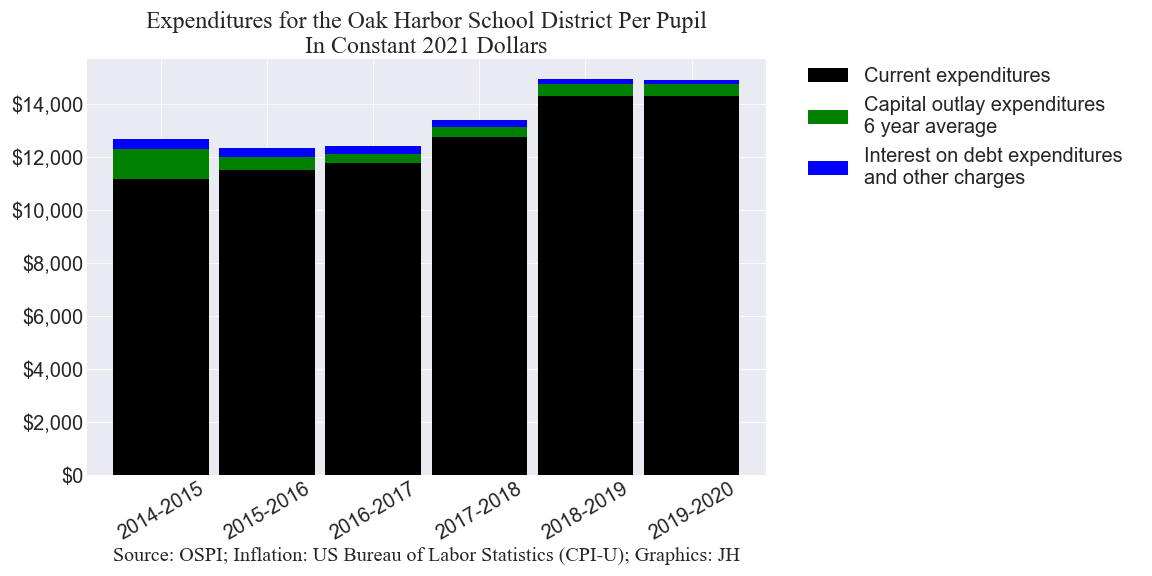 Expenditures for the Oak Harbor School District Per Pupil
In Constant 2021 Dollars
$14,000
$12,000
$10,000
$8,000
$6,000
$4,000
$2,000
$0
2014-2015
2015-2016
2016-2017
2017-2018
2018-2019
2019-2020
Source: OSPI; Inflation: US Bureau of Labor Statistics (CPI-U); Graphics: JH
Current expenditures
Capital outlay expenditures
6 year average
Interest on debt expenditures
and other charges